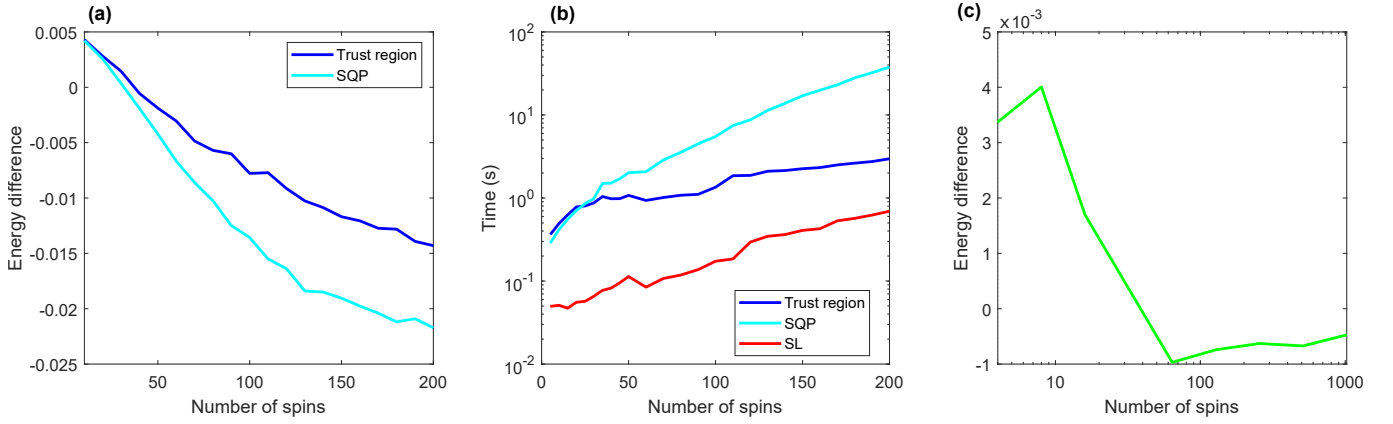 (a)
0.005
0
-0.005
-0.01
-0.015
-0.02
-0.025
50
100
150
200
Energy difference
Number of spins
Trust region
SQP
(b)
10^2
10^1
10^0
10^-1
10^-2
0
50
100
150
200
Time (s)
Number of spins
Trust region
SQP
SL
(c)
×10^-3
5
4
3
2
1
0
-1
10
100
1000
Energy difference
Number of spins